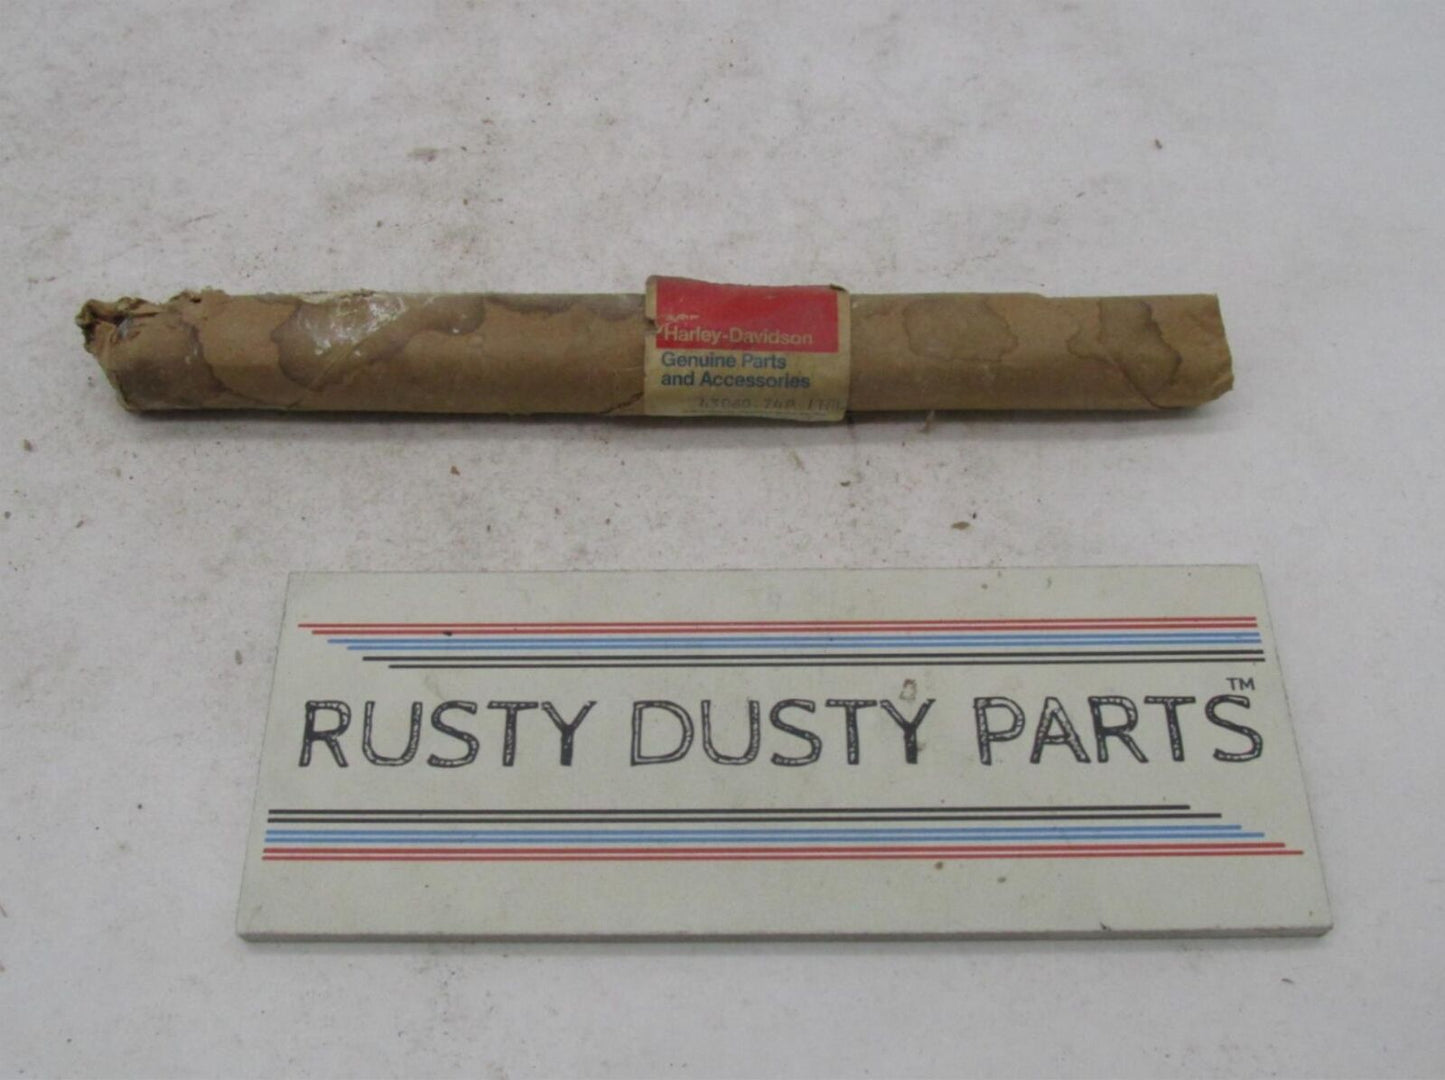 Harley-Davidson
Genuine Parts
and Accessories
RUSTY DUSTY PARTS™